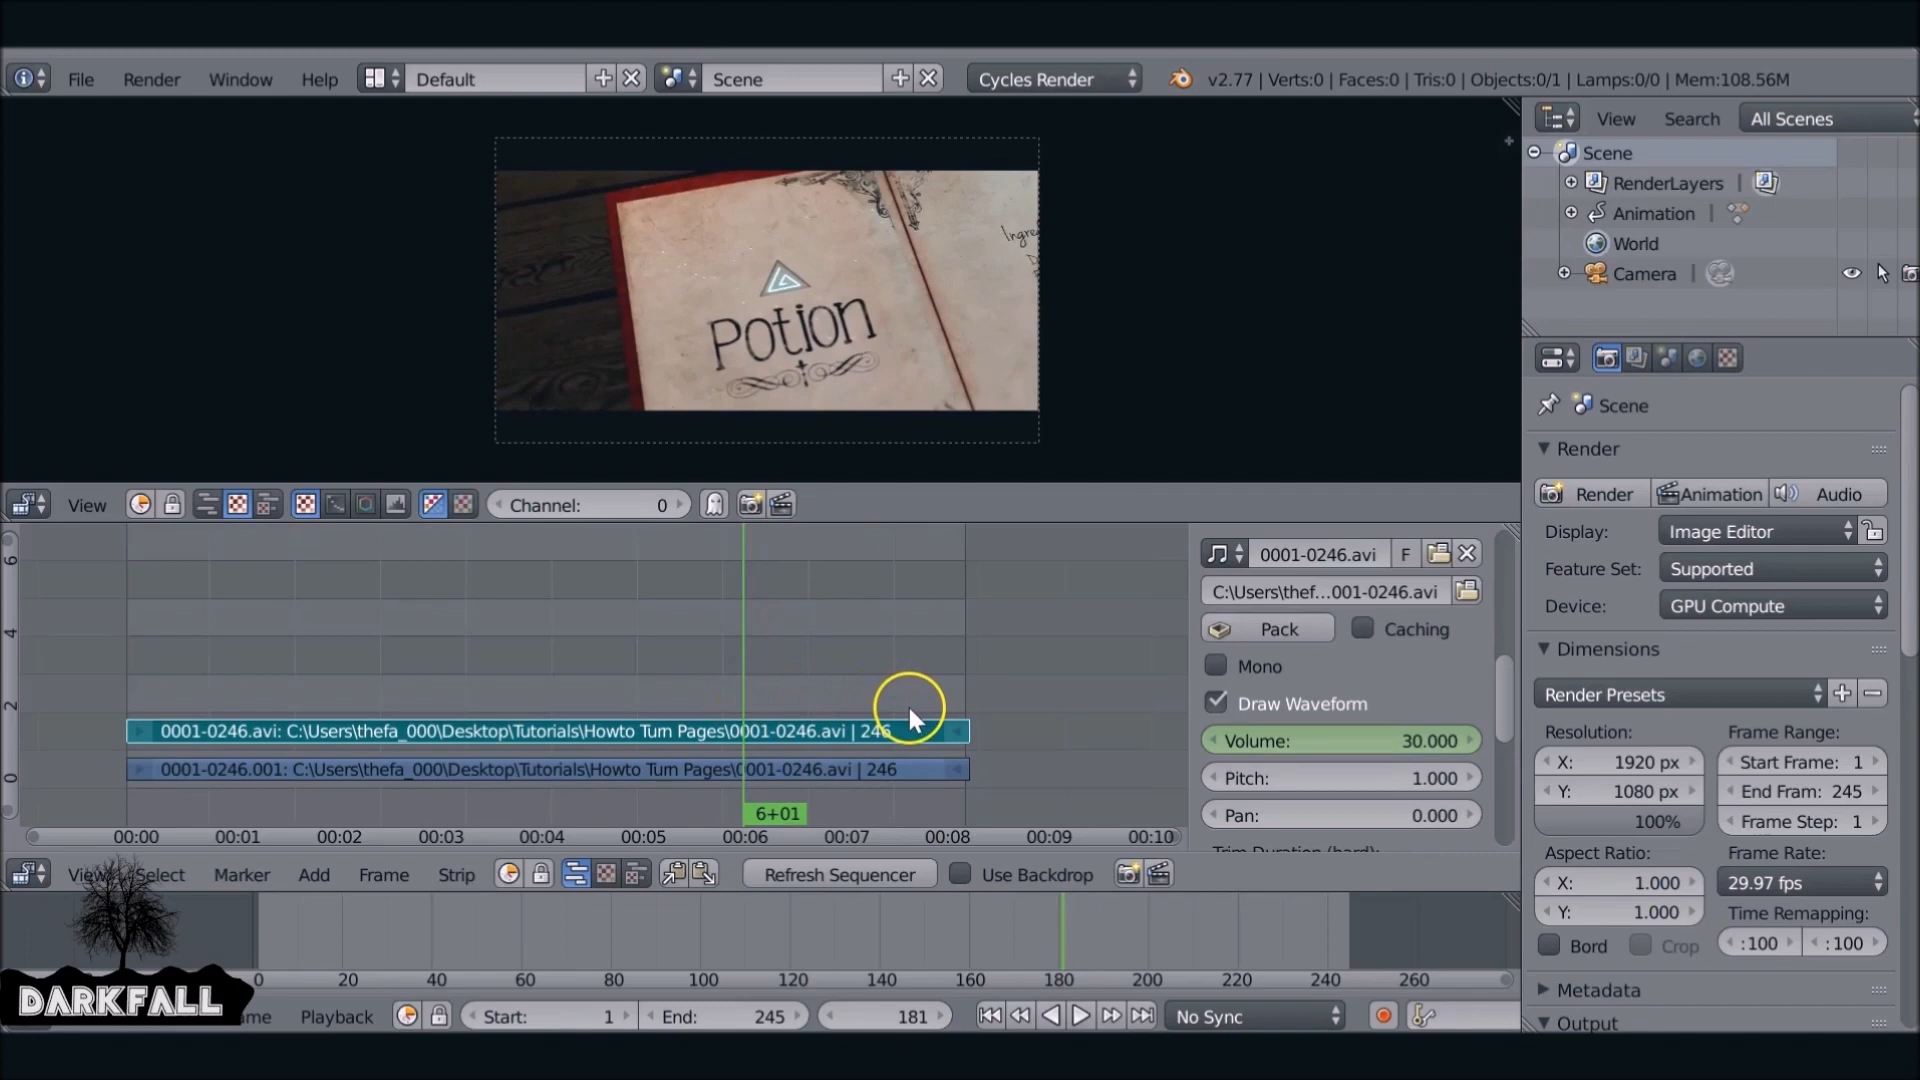 File Render Window Help Default Scene Cycles Render v2.77 | Verts:0 | Faces:0 | Tris:0 | Objects:0/1 | Lamps:0/0 | Mem:108.56M
View Search All Scenes
Scene
RenderLayers
Animation
World
Camera
Potion
Scene
Render
Render Animation Audio
Display: Image Editor
Feature Set: Supported
Device: GPU Compute
Dimensions
Render Presets
Resolution: Frame Range:
X: 1920 px Start Frame: 1
Y: 1080 px End Fram: 245
100% Frame Step: 1
Aspect Ratio: Frame Rate:
X: 1.000 29.97 fps
Y: 1.000 Time Remapping:
Bord Crop :100 :100
Metadata
Output
View Channel: 0
6
4
2
0
0001-0246.avi: C:\Users\thefa_000\Desktop\Tutorials\Howto Turn Pages\0001-0246.avi | 246
0001-0246.001: C:\Users\thefa_000\Desktop\Tutorials\Howto Turn Pages\0001-0246.avi | 246
6+01
00:00 00:01 00:02 00:03 00:04 00:05 00:06 00:07 00:08 00:09 00:10
0001-0246.avi F
C:\Users\thef...001-0246.avi
Pack Caching
Mono
Draw Waveform
Volume: 30.000
Pitch: 1.000
Pan: 0.000
Trim Duration (hard):
View Select Marker Add Frame Strip Refresh Sequencer Use Backdrop
0 20 40 60 80 100 120 140 160 180 200 220 240 260
Playback Start: 1 End: 245 181 No Sync
DARKFALL